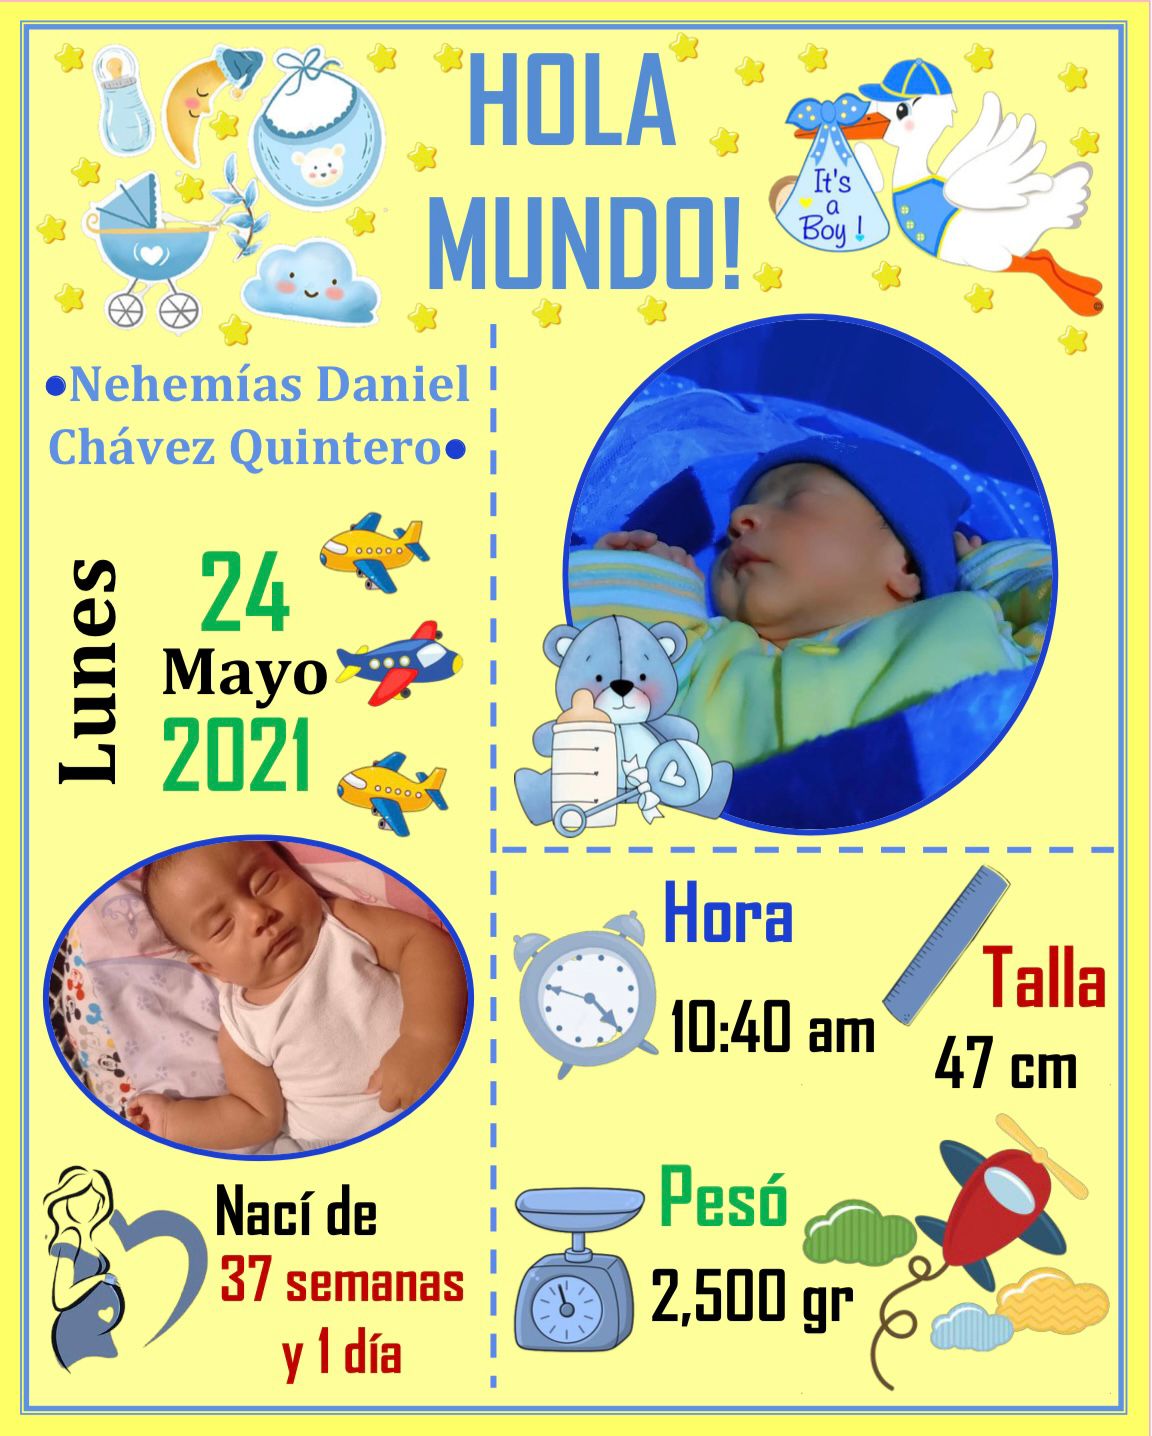 HOLA
MUNDO!
It's
a
Boy !
•Nehemías Daniel
Chávez Quintero•
Lunes
24
Mayo
2021
Hora
10:40 am
Talla
47 cm
Nací de
37 semanas
y 1 día
Pesó
2,500 gr